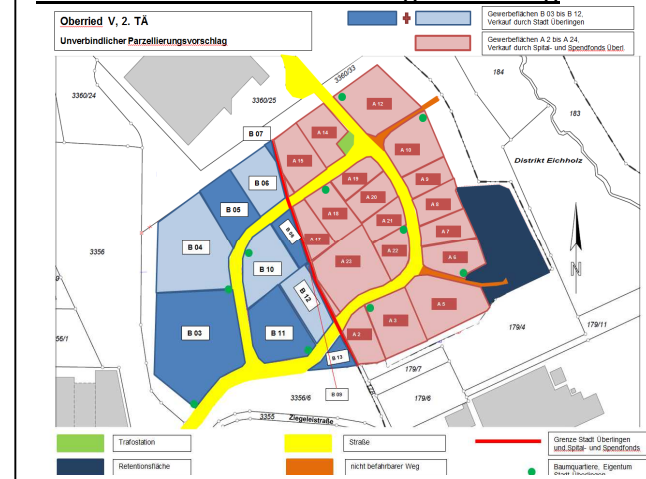 Oberried V, 2. TÄ
Unverbindlicher Parzellierungsvorschlag
Gewerbeflächen B 03 bis B 12,
Verkauf durch Stadt Überlingen
Gewerbeflächen A 2 bis A 24,
Verkauf durch Spital- und Spendfonds Überl.
3360/24
3360/25
3360/33
184
183
Distrikt Eichholz
A 12
A 14
A 15
A 10
B 07
B 06
B 05
B 04
A 19
A 20
A 18
A 9
A 8
A 21
A 7
A 22
A 6
A 23
B 10
B 12
B 03
B 11
B 13
A 2
A 3
A 5
N
3356
179/4
179/11
179/7
179/6
3356/6
B 09
3355
Ziegeleistraße
Trafostation
Straße
Grenze Stadt Überlingen
und Spital- und Spendfonds
Retentionsfläche
nicht befahrbarer Weg
Baumquartiere, Eigentum
Stadt Überlingen